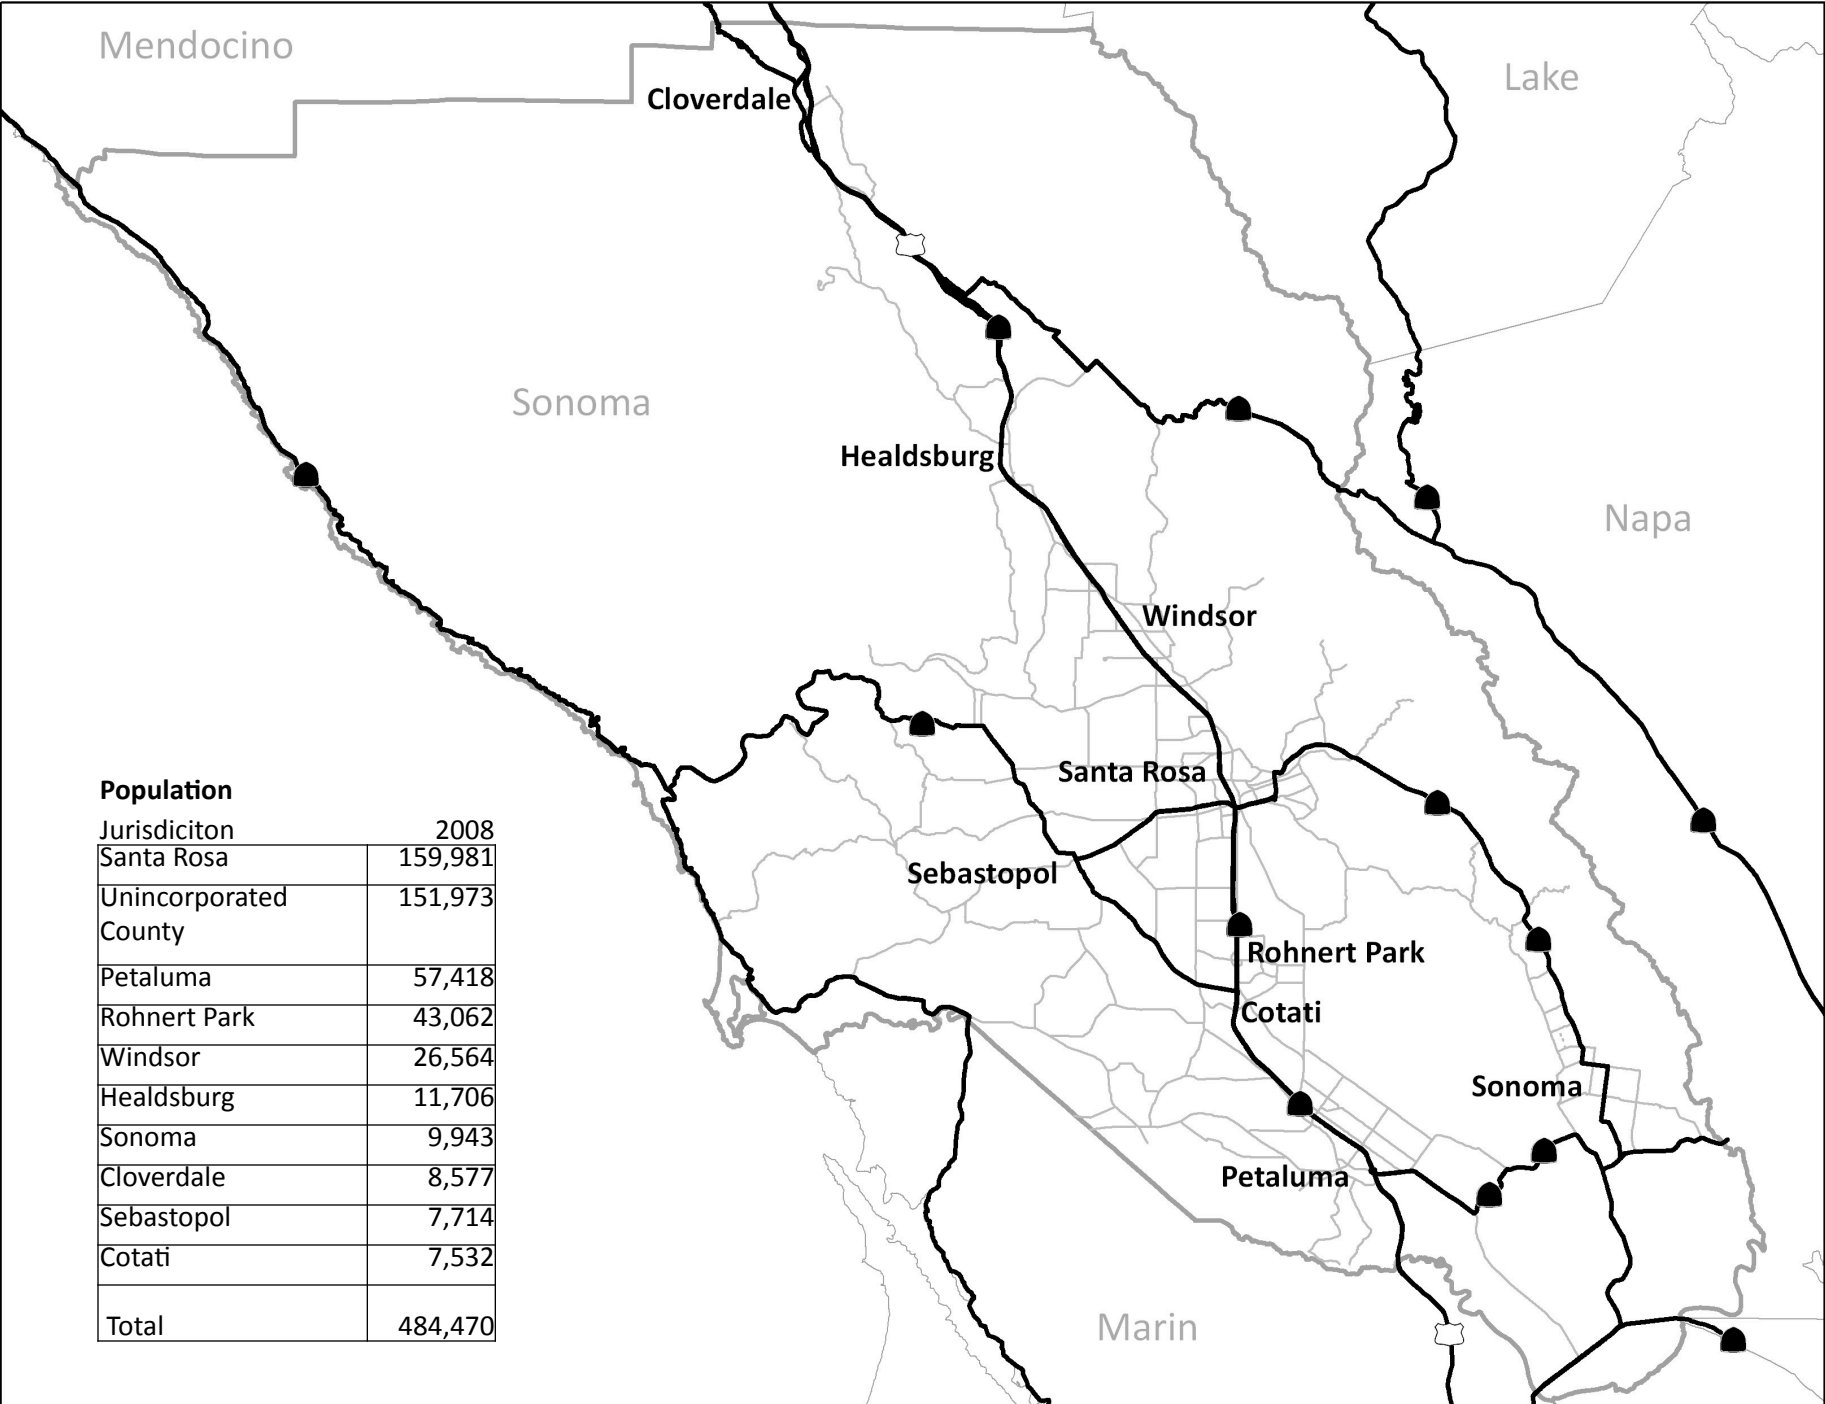 Mendocino
Lake
Cloverdale
Sonoma
Healdsburg
Napa
Windsor
Santa Rosa
Sebastopol
Rohnert Park
Cotati
Sonoma
Petaluma
Marin
Population
Jurisdiciton 2008
Santa Rosa 159,981
Unincorporated 151,973
County
Petaluma 57,418
Rohnert Park 43,062
Windsor 26,564
Healdsburg 11,706
Sonoma 9,943
Cloverdale 8,577
Sebastopol 7,714
Cotati 7,532
Total 484,470